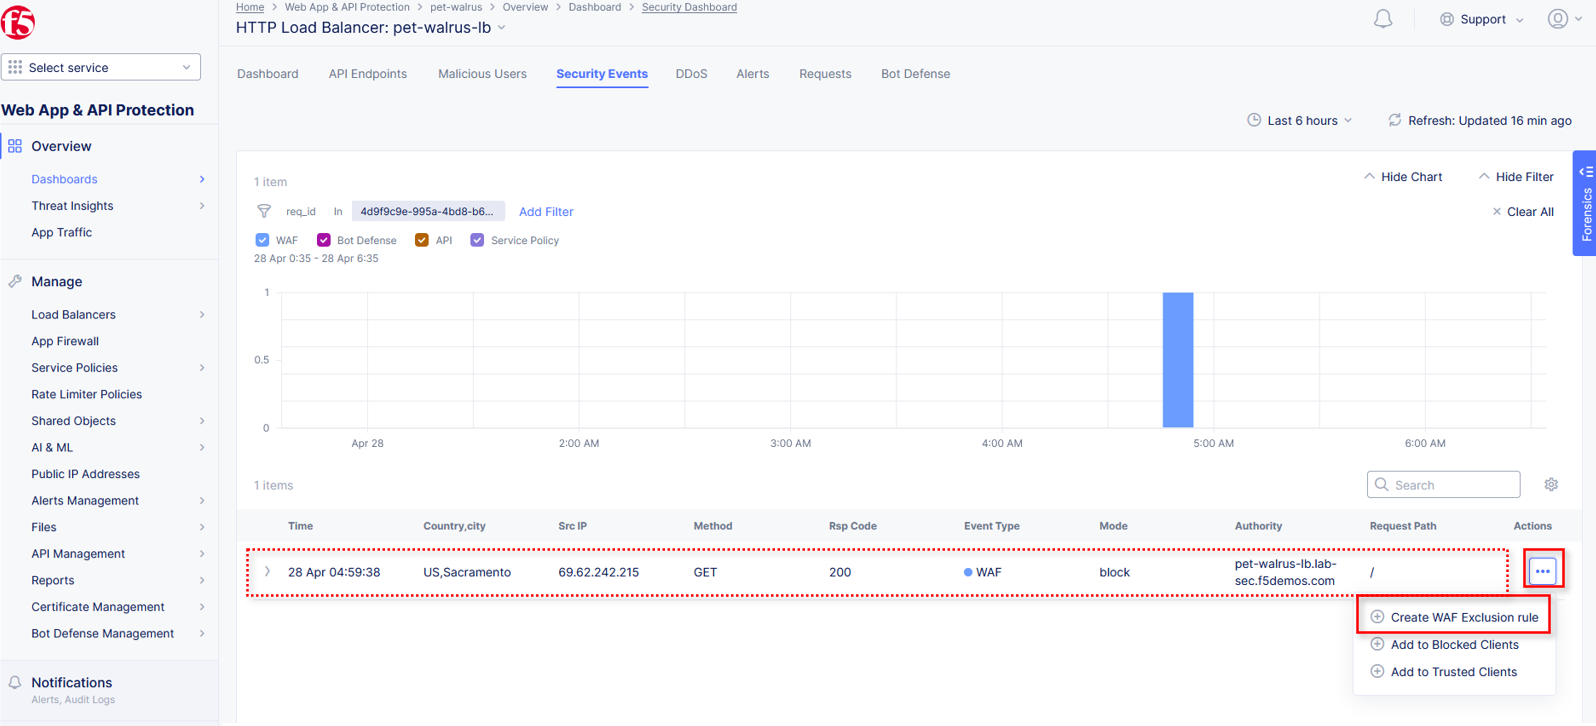 f5
Select service
Web App & API Protection
Overview
Dashboards
Threat Insights
App Traffic
Manage
Load Balancers
App Firewall
Service Policies
Rate Limiter Policies
Shared Objects
AI & ML
Public IP Addresses
Alerts Management
Files
API Management
Reports
Certificate Management
Bot Defense Management
Notifications
Alerts, Audit Logs
Home > Web App & API Protection > pet-walrus > Overview > Dashboard > Security Dashboard
HTTP Load Balancer: pet-walrus-lb
Support
Dashboard API Endpoints Malicious Users Security Events DDoS Alerts Requests Bot Defense
Last 6 hours Refresh: Updated 16 min ago
1 item
Hide Chart Hide Filter
req_id In 4d9f9c9e-995a-4bd8-b6... Add Filter
Clear All
Forensics
WAF Bot Defense API Service Policy
28 Apr 0:35 - 28 Apr 6:35
1
0.5
0
Apr 28 2:00 AM 3:00 AM 4:00 AM 5:00 AM 6:00 AM
1 items
Search
Time Country,city Src IP Method Rsp Code Event Type Mode Authority Request Path Actions
28 Apr 04:59:38 US,Sacramento 69.62.242.215 GET 200 WAF block pet-walrus-lb.lab-
sec.f5demos.com /
Create WAF Exclusion rule
Add to Blocked Clients
Add to Trusted Clients